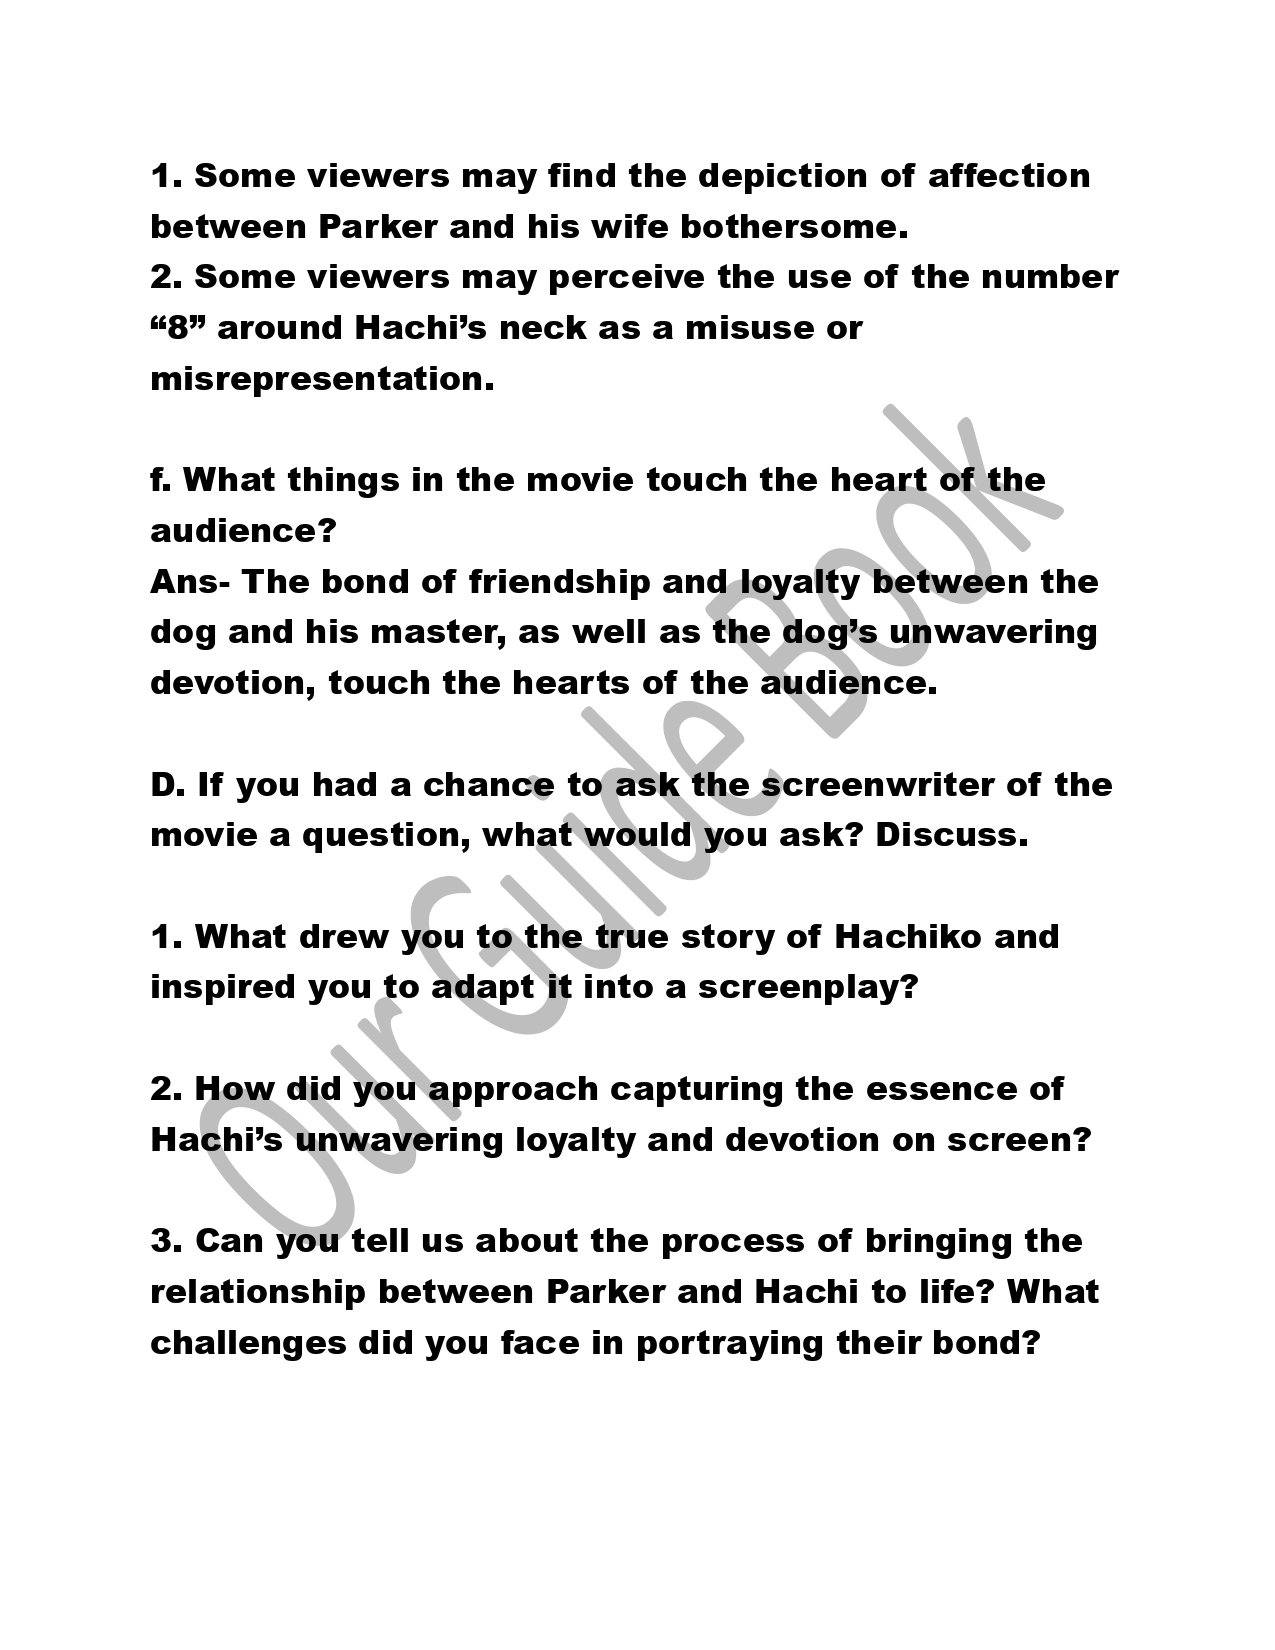 1. Some viewers may find the depiction of affection
between Parker and his wife bothersome.
2. Some viewers may perceive the use of the number
“8” around Hachi’s neck as a misuse or
misrepresentation.
f. What things in the movie touch the heart of the
audience?
Ans- The bond of friendship and loyalty between the
dog and his master, as well as the dog’s unwavering
devotion, touch the hearts of the audience.
D. If you had a chance to ask the screenwriter of the
movie a question, what would you ask? Discuss.
1. What drew you to the true story of Hachiko and
inspired you to adapt it into a screenplay?
2. How did you approach capturing the essence of
Hachi’s unwavering loyalty and devotion on screen?
3. Can you tell us about the process of bringing the
relationship between Parker and Hachi to life? What
challenges did you face in portraying their bond?
Our Guide Book